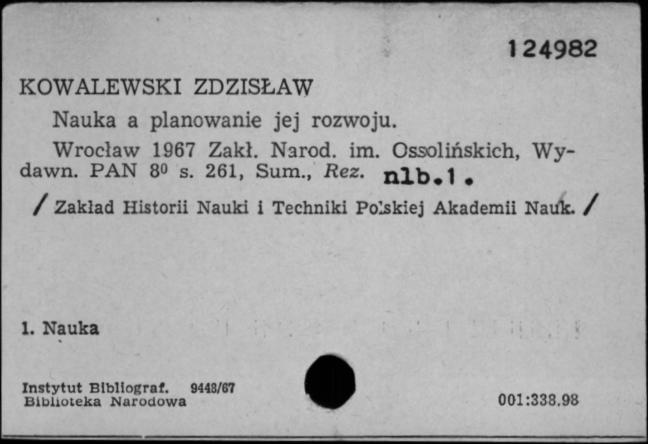 124982
KOWALEWSKI ZDZISŁAW
Nauka a planowanie jej rozwoju.
Wrocław 1967 Zakł. Narod. im. Ossolińskich, Wy-
dawn. PAN 8⁰ s. 261, Sum., Rez. nlb.1.
/ Zakład Historii Nauki i Techniki Polskiej Akademii Nauk. /
1. Nauka
Instytut Bibliograf. 9448/67
Biblioteka Narodowa
001:338.98